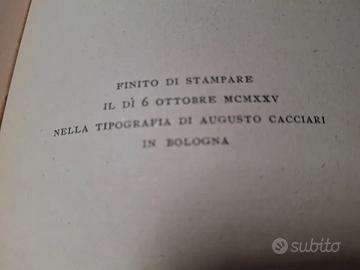 FINITO DI STAMPARE
IL DÌ 6 OTTOBRE MCMXXV
NELLA TIPOGRAFIA DI AUGUSTO CACCIARI
IN BOLOGNA
subito